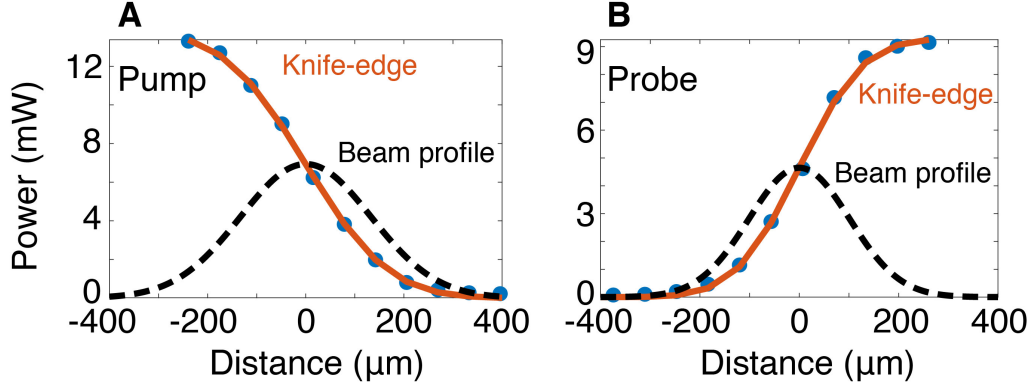 A
Pump
Knife-edge
Beam profile
Power (mW)
12
8
4
0
-400
-200
0
200
400
Distance (μm)
B
Probe
Knife-edge
Beam profile
9
6
3
0
-400
-200
0
200
400
Distance (μm)